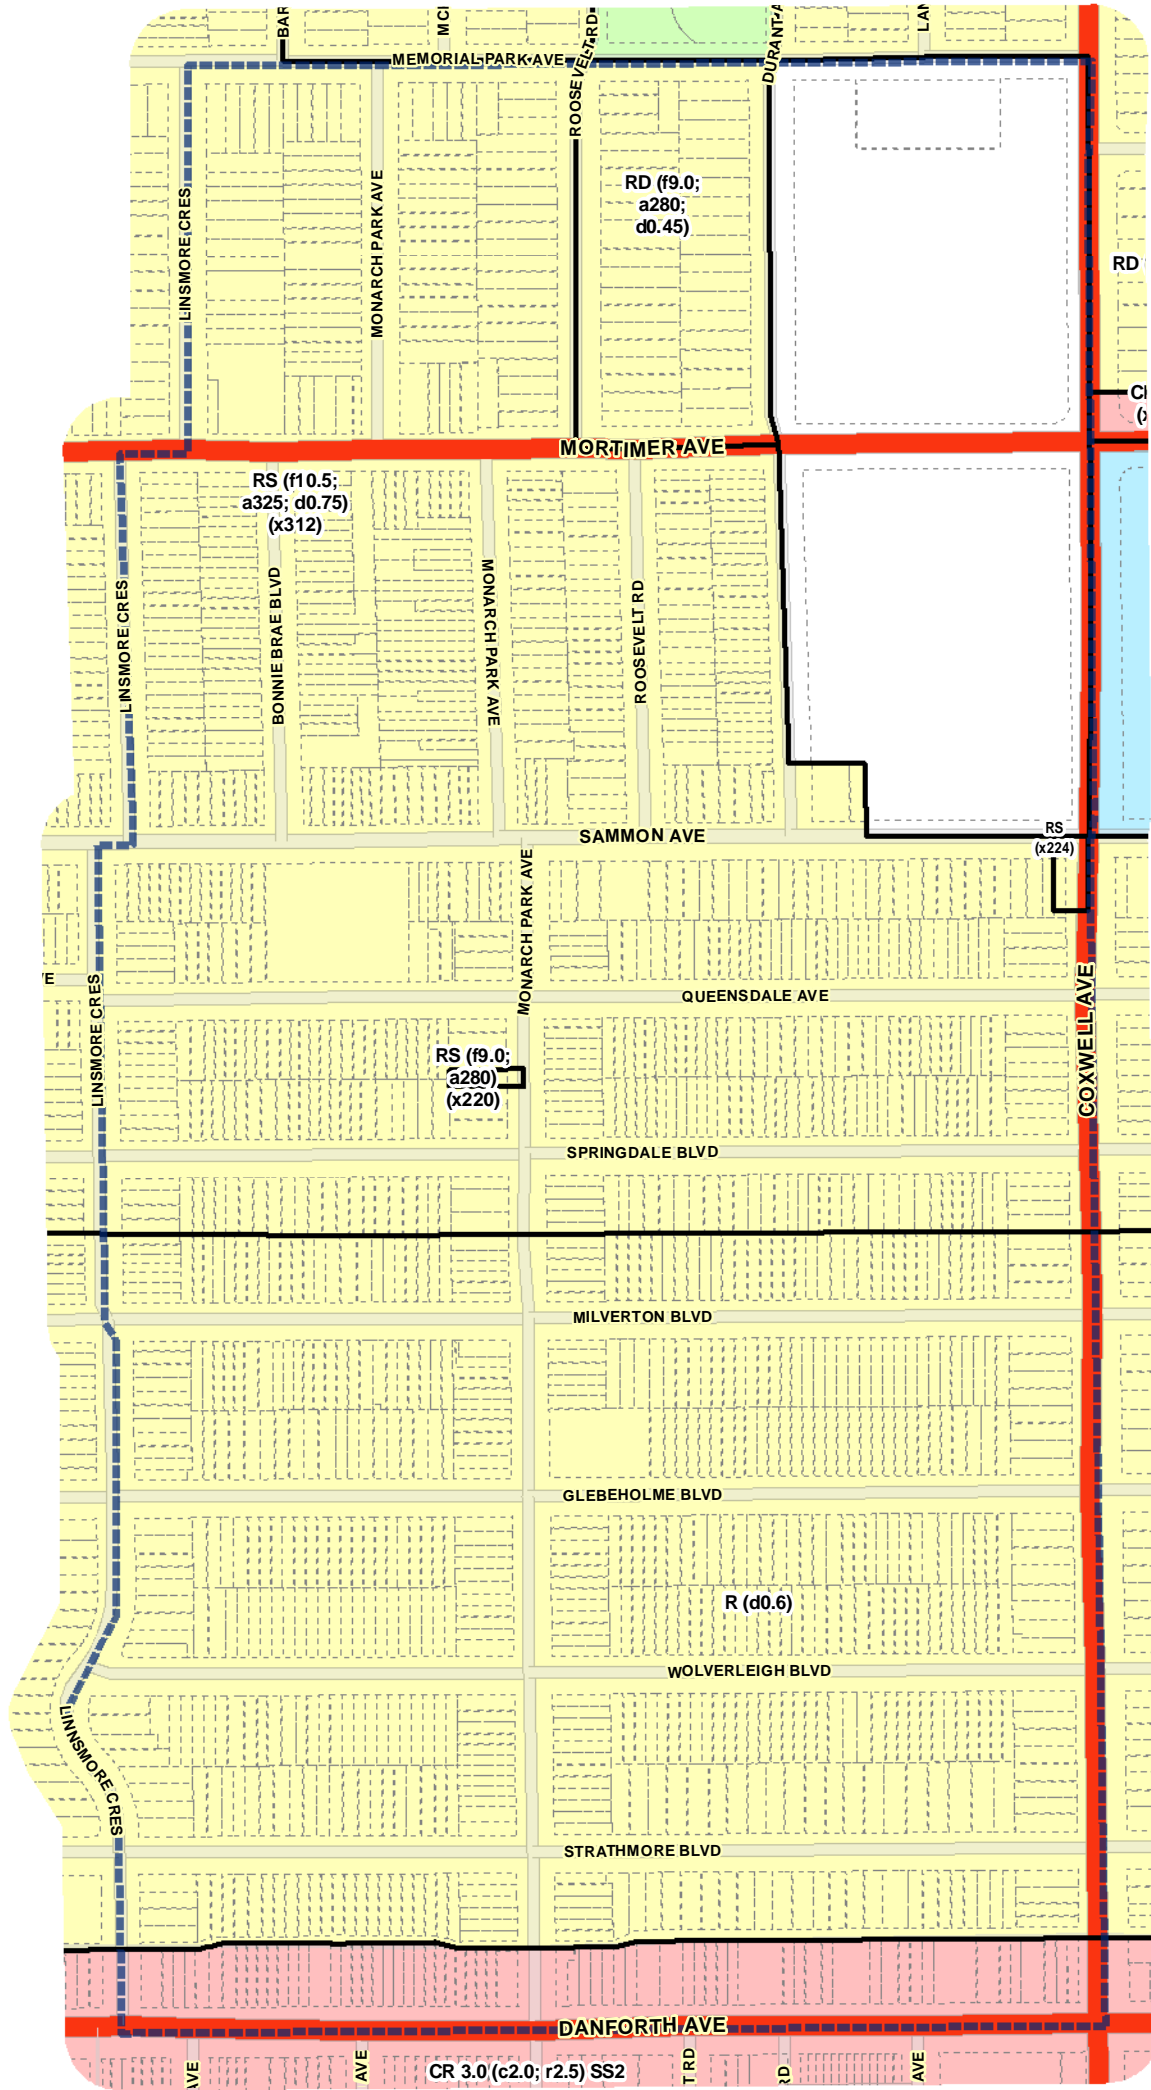 BAR
MCI
ROOSEVELT RD
DURANT A
LAN
MEMORIAL PARK AVE
LINSMORE CRES
MONARCH PARK AVE
RD (f9.0;
a280;
d0.45)
RD
C
(x
MORTIMER AVE
RS (f10.5;
a325; d0.75)
(x312)
LINSMORE CRES
BONNIE BRAE BLVD
MONARCH PARK AVE
ROOSEVELT RD
SAMMON AVE
RS
(x224)
MONARCH PARK AVE
/E
LINSMORE CRES
QUEENSDALE AVE
COXWELL AVE
RS (f9.0;
a280)
(x220)
SPRINGDALE BLVD
MILVERTON BLVD
GLEBEHOLME BLVD
R (d0.6)
WOLVERLEIGH BLVD
LINNSMORE CRES
STRATHMORE BLVD
DANFORTH AVE
AVE
AVE
CR 3.0 (c2.0; r2.5) SS2
T RD
RD
AVE